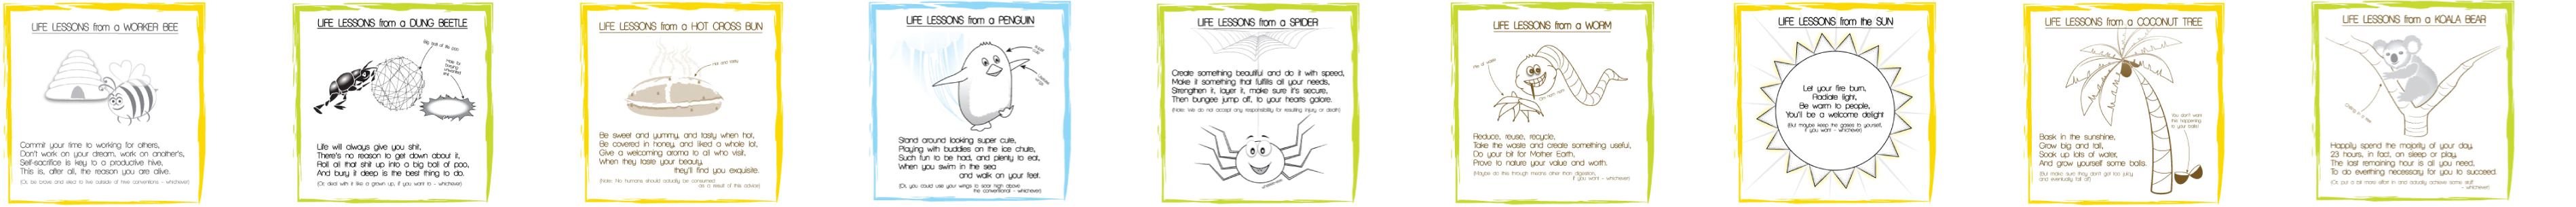 LIFE LESSONS from a WORKER BEE
Commit your time to working for others,
Don't work on your dream, work on another's,
Self-sacrifice is key to a productive hive,
This is, after all, the reason you are alive.
(Or, be brave and elect to live outside of hive conventions - whichever)
LIFE LESSONS from a DUNG BEETLE
Big ball of shit poo
Hole for burying unwanted
Life will always give you shit,
There's no reason to get down about it,
Roll all that shit up into a big ball of poo,
And bury it deep is the best thing to do.
(Or, deal with it like a grown up, if you want to - whichever)
LIFE LESSONS from a HOT CROSS BUN
Hot and tasty
Be sweet and yummy, and tasty when hot,
Be covered in honey, and liked a whole lot,
Give a welcoming aroma to all who visit,
When they taste your beauty,
they'll find you exquisite.
(Note: No humans should actually be consumed
as a result of this advice)
LIFE LESSONS from a PENGUIN
Stand around looking super cute,
Playing with buddies on the ice chute,
Such fun to be had, and plenty to eat,
When you swim in the sea
and walk on your feet.
(Or, you could use your wings to soar high above
the conventional - whichever)
LIFE LESSONS from a SPIDER
Create something beautiful and do it with speed,
Make it something that fulfills all your needs,
Strengthen it, layer it, make sure it's secure,
Then bungee jump off, to your hearts galore.
(Note: We do not accept any responsibility for resulting injury or death)
LIFE LESSONS from a WORM
Reduce, reuse, recycle,
Take the waste and create something useful,
Do your bit for Mother Earth,
Prove to nature your value and worth.
(Maybe do this through means other than digestion,
if you want - whichever)
LIFE LESSONS from the SUN
Let your fire burn,
Radiate light,
Be warm to people,
You'll be a welcome delight
(But maybe keep the gases to yourself,
if you want - whichever)
LIFE LESSONS from a COCONUT TREE
You don't want this happening to your balls!
Bask in the sunshine,
Grow big and tall,
Soak up lots of water,
And grow yourself some balls.
(But make sure they don't get too juicy
and eventually fall off)
LIFE LESSONS from a KOALA BEAR
Happily spend the majority of your day,
23 hours, in fact, on sleep or play,
The last remaining hour is all you need,
To do everthing necessary for you to succeed.
(Or, put a bit more effort in and actually achieve some stuff
- whichever)